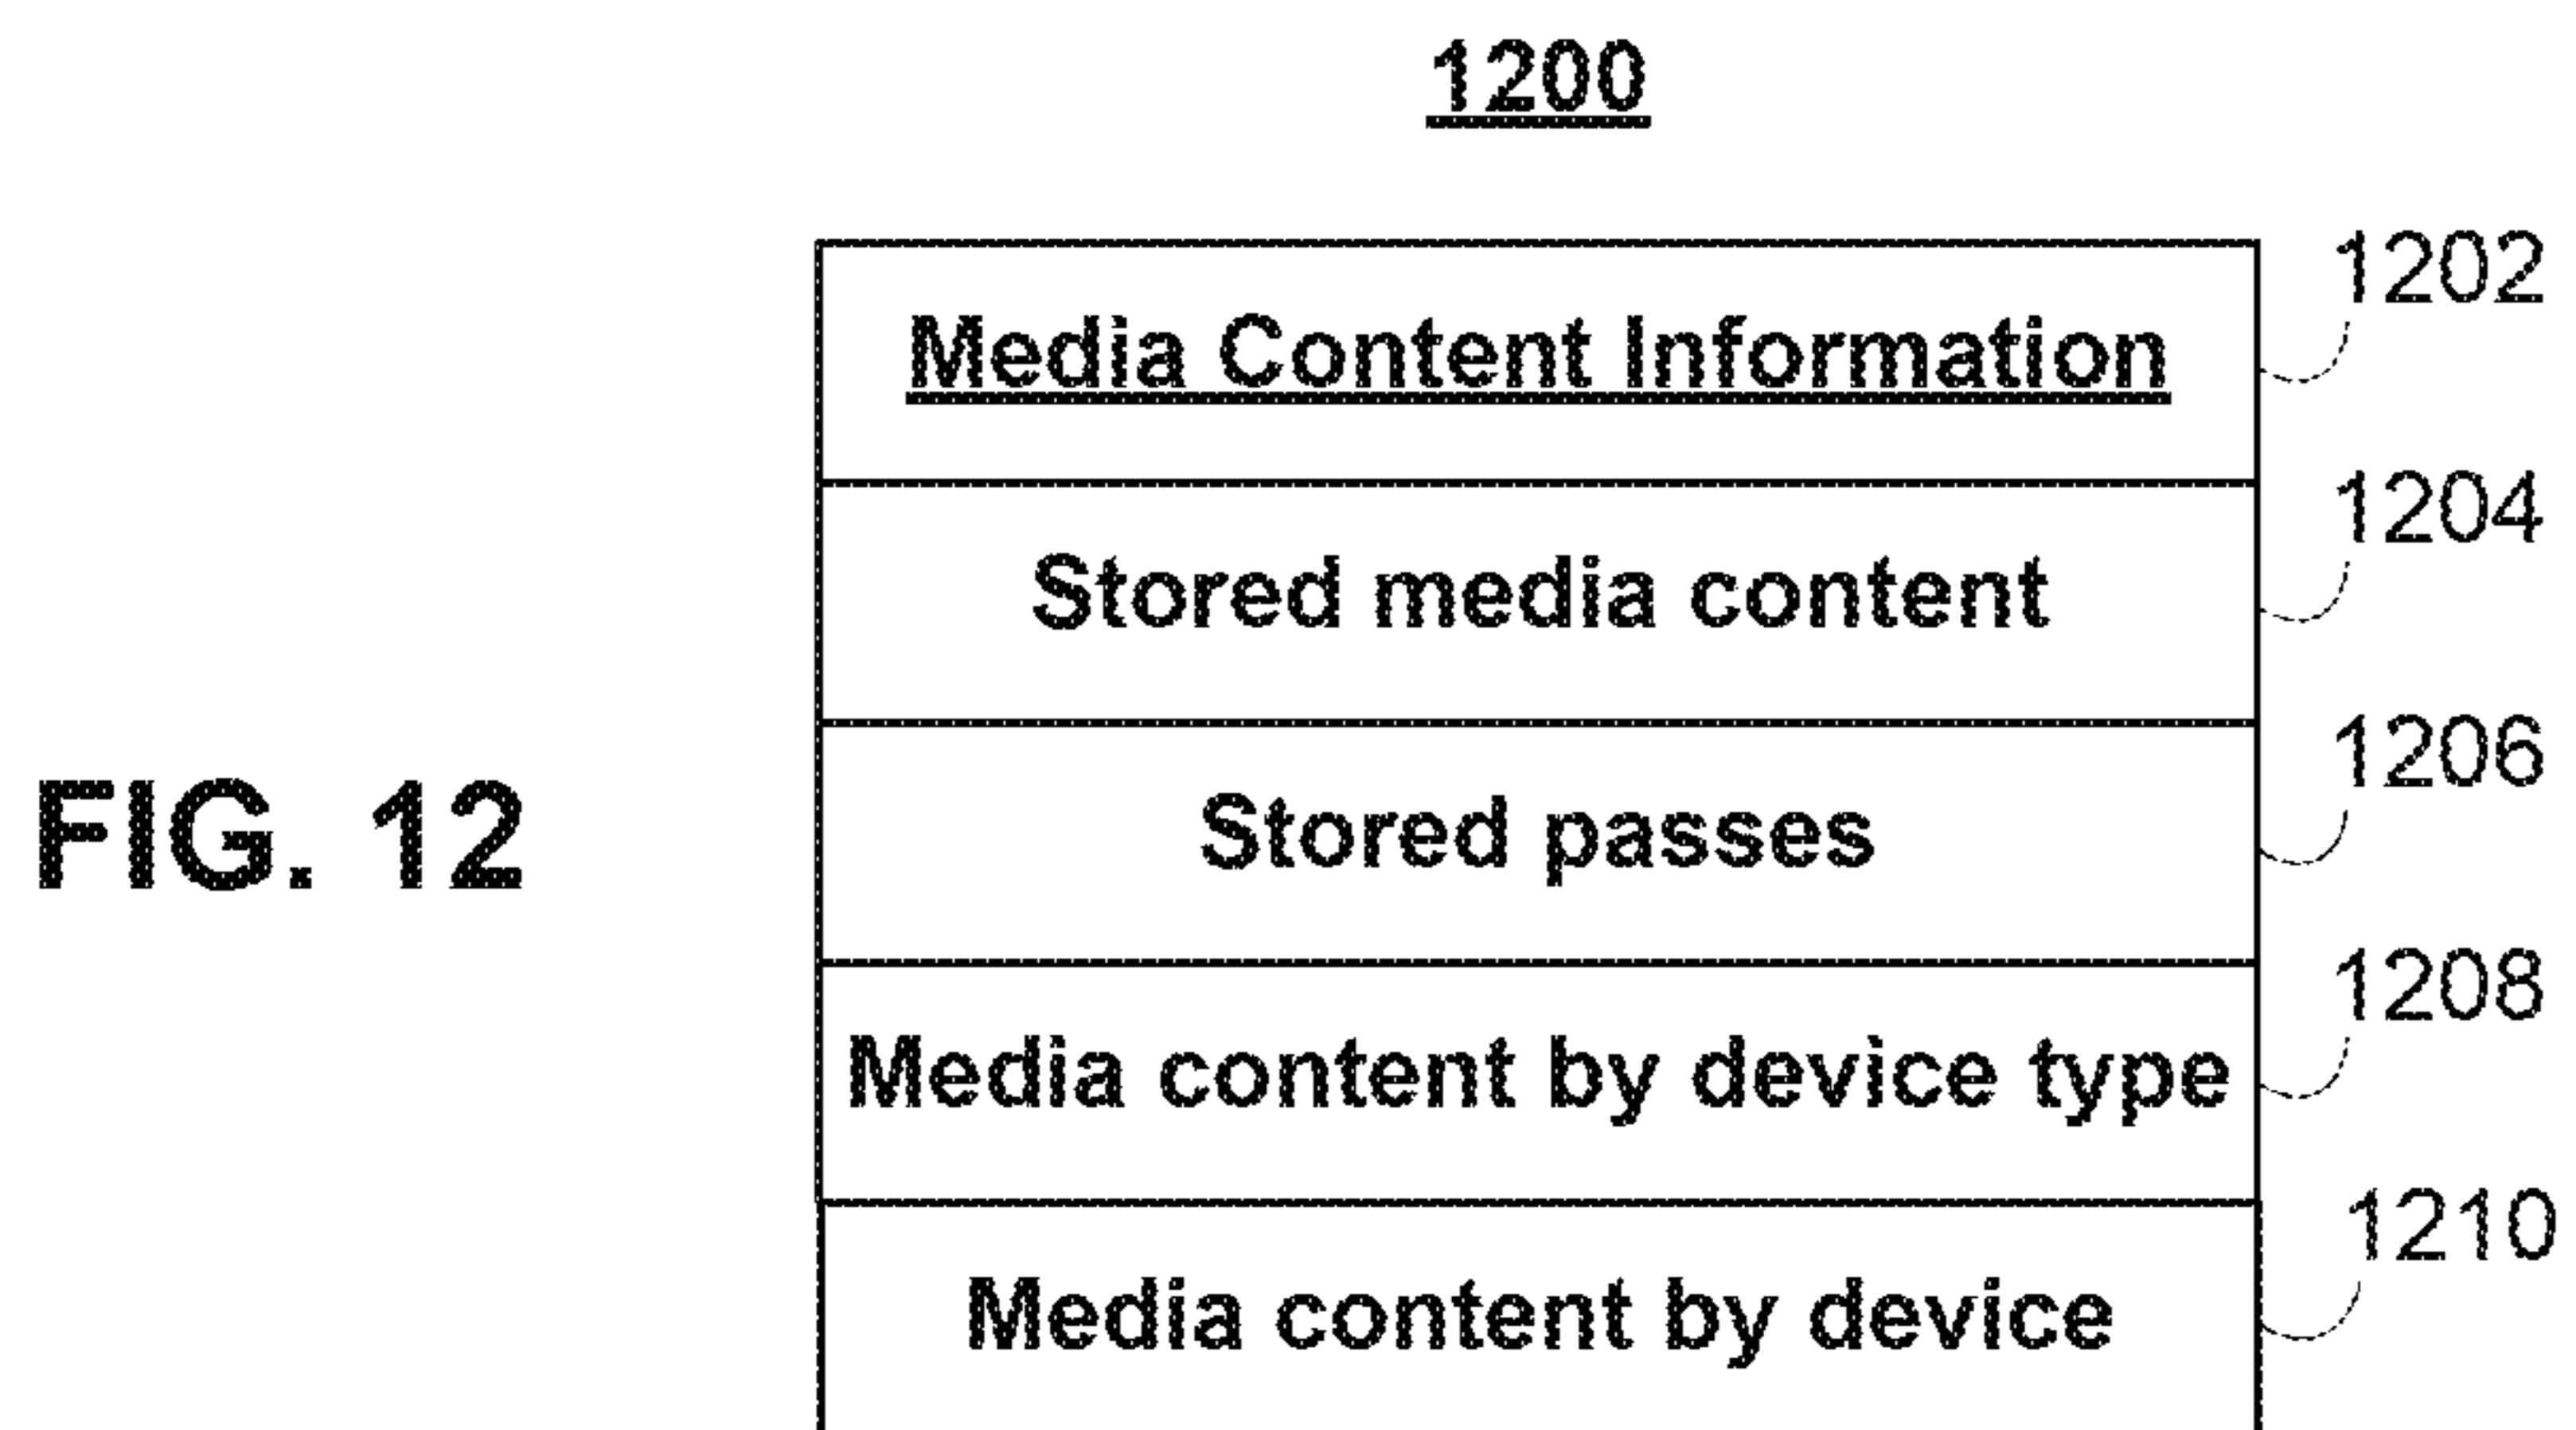 1200
Media Content Information
1202
Stored media content
1204
Stored passes
1206
Media content by device type
1208
Media content by device
1210
FIG. 12